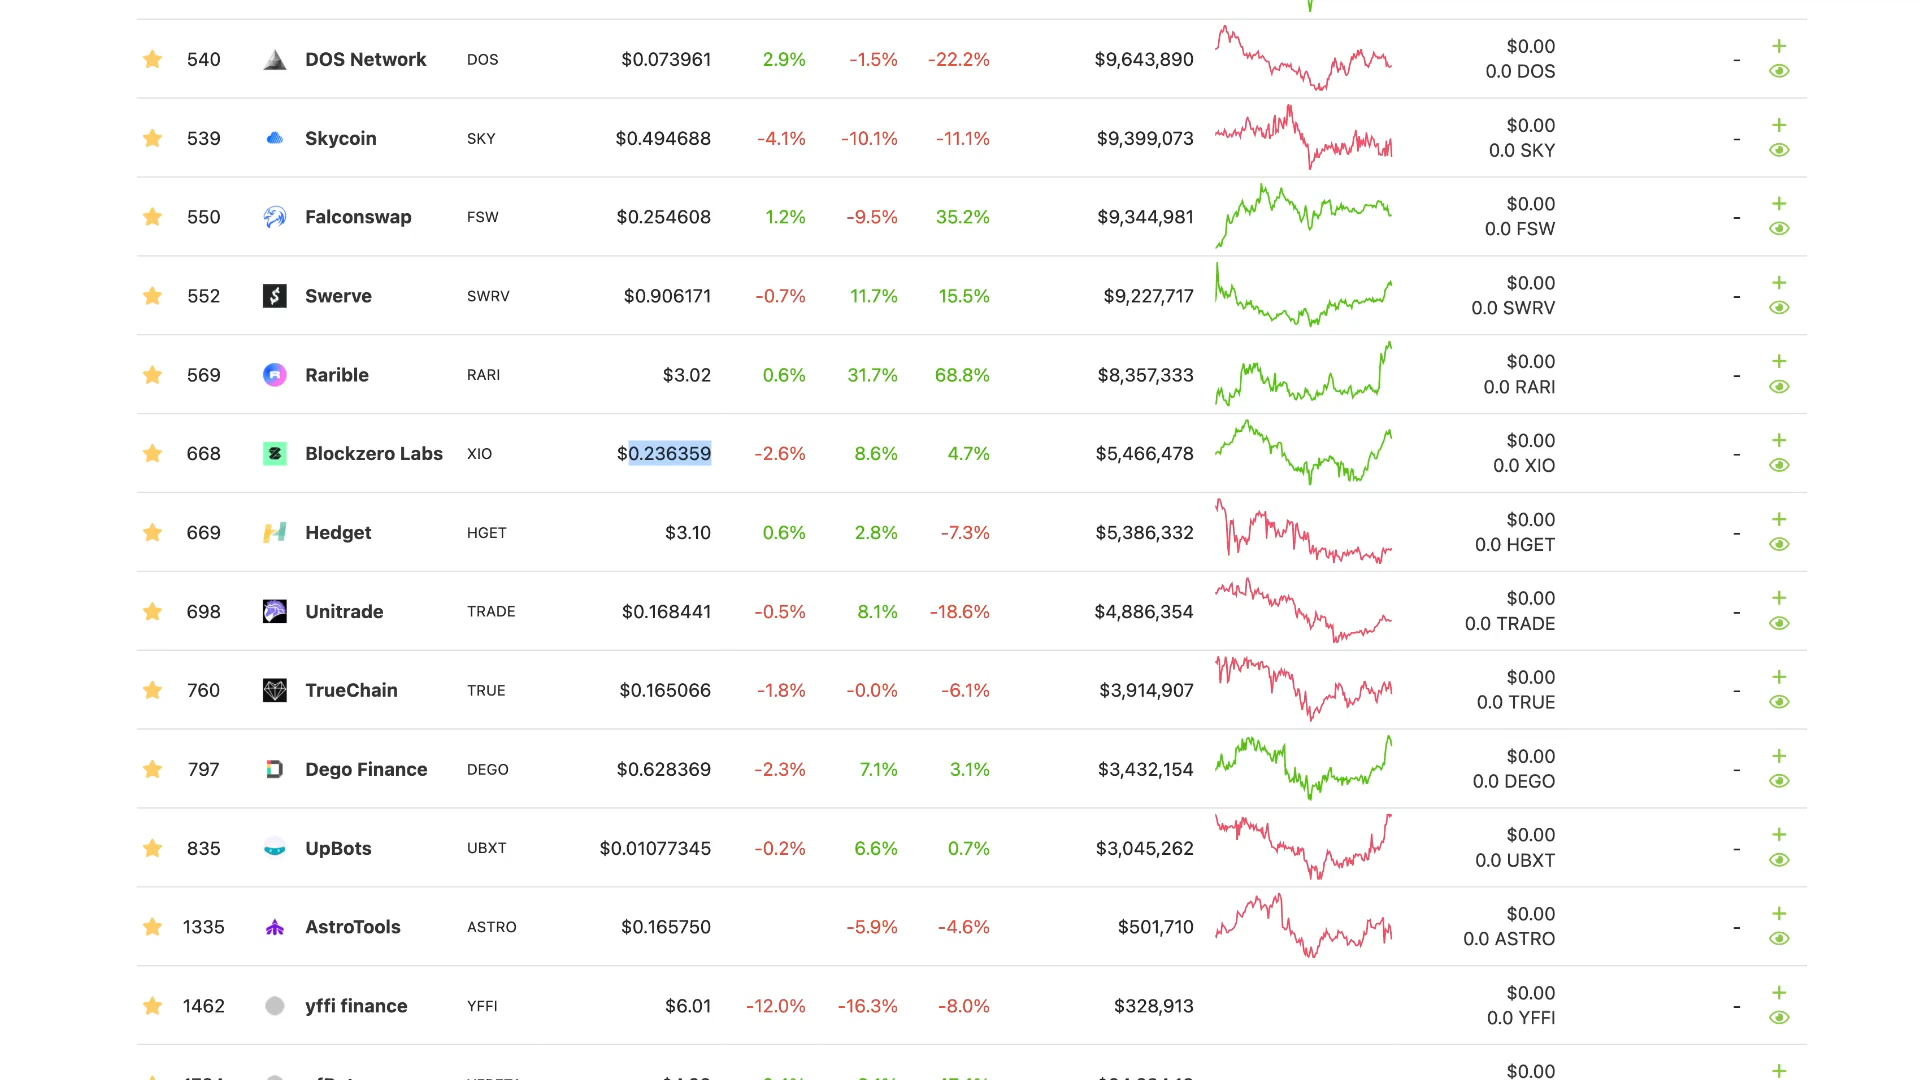 540 DOS Network DOS $0.073961 2.9% -1.5% -22.2% $9,643,890 $0.00 -
0.0 DOS
539 Skycoin SKY $0.494688 -4.1% -10.1% -11.1% $9,399,073 $0.00 -
0.0 SKY
550 Falconswap FSW $0.254608 1.2% -9.5% 35.2% $9,344,981 $0.00 -
0.0 FSW
552 Swerve SWRV $0.906171 -0.7% 11.7% 15.5% $9,227,717 $0.00 -
0.0 SWRV
569 Rarible RARI $3.02 0.6% 31.7% 68.8% $8,357,333 $0.00 -
0.0 RARI
668 Blockzero Labs XIO $0.236359 -2.6% 8.6% 4.7% $5,466,478 $0.00 -
0.0 XIO
669 Hedget HGET $3.10 0.6% 2.8% -7.3% $5,386,332 $0.00 -
0.0 HGET
698 Unitrade TRADE $0.168441 -0.5% 8.1% -18.6% $4,886,354 $0.00 -
0.0 TRADE
760 TrueChain TRUE $0.165066 -1.8% -0.0% -6.1% $3,914,907 $0.00 -
0.0 TRUE
797 Dego Finance DEGO $0.628369 -2.3% 7.1% 3.1% $3,432,154 $0.00 -
0.0 DEGO
835 UpBots UBXT $0.01077345 -0.2% 6.6% 0.7% $3,045,262 $0.00 -
0.0 UBXT
1335 AstroTools ASTRO $0.165750 -5.9% -4.6% $501,710 $0.00 -
0.0 ASTRO
1462 yffi finance YFFI $6.01 -12.0% -16.3% -8.0% $328,913 $0.00 -
0.0 YFFI
$0.00